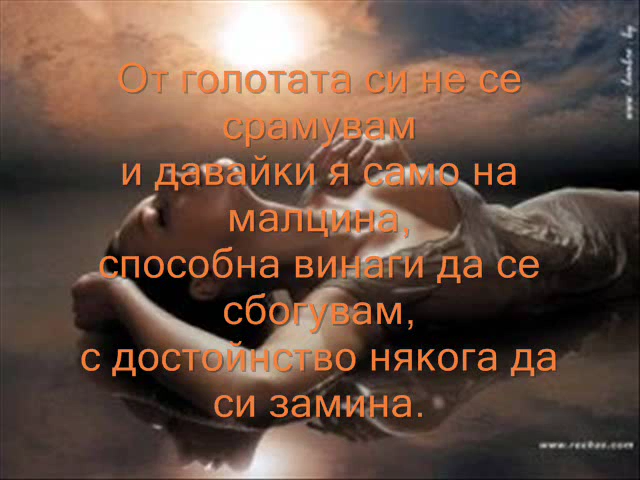 От голотата си не се
срамувам
и давайки я само на
малцина,
способна винаги да се
сбогувам,
с достойнство някога да
си замина.